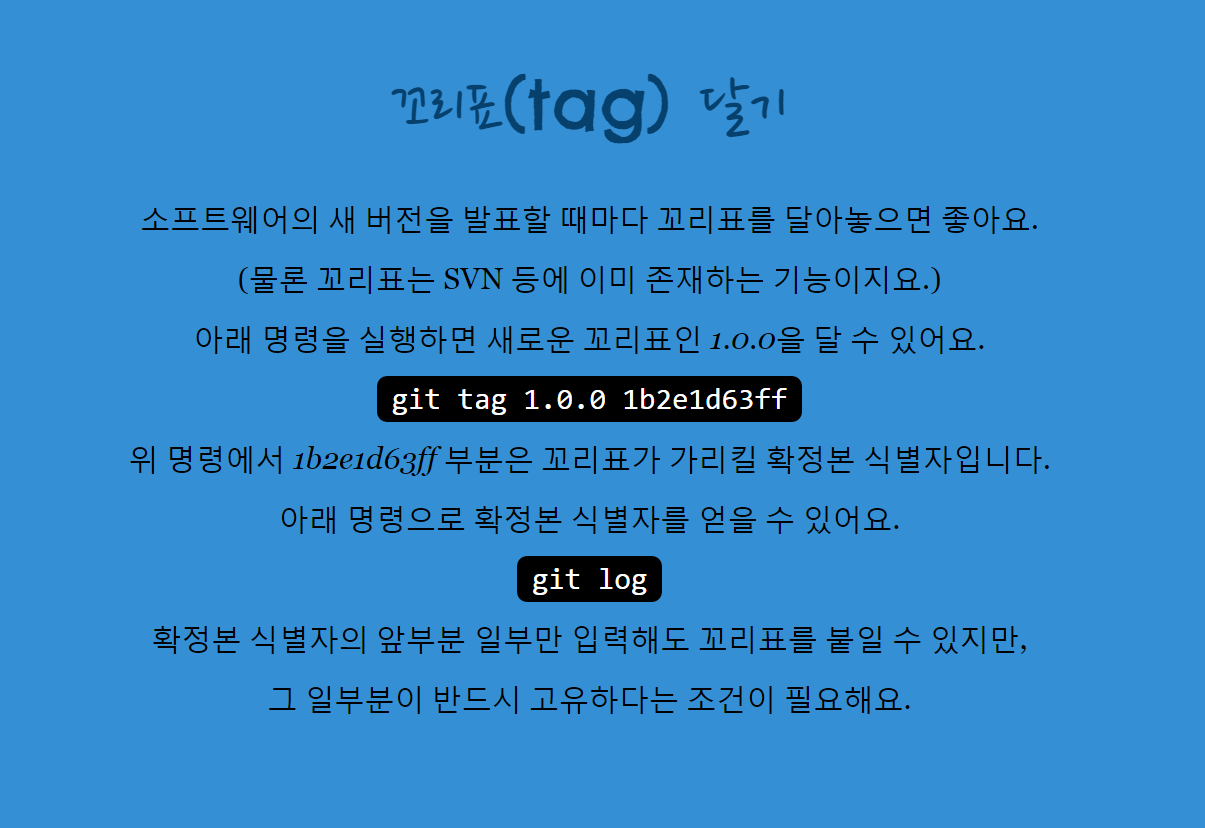 꼬리표(tag) 달기
소프트웨어의 새 버전을 발표할 때마다 꼬리표를 달아놓으면 좋아요.
(물론 꼬리표는 SVN 등에 이미 존재하는 기능이지요.)
아래 명령을 실행하면 새로운 꼬리표인 1.0.0을 달 수 있어요.
git tag 1.0.0 1b2e1d63ff
위 명령에서 1b2e1d63ff 부분은 꼬리표가 가리킬 확정본 식별자입니다.
아래 명령으로 확정본 식별자를 얻을 수 있어요.
git log
확정본 식별자의 앞부분 일부만 입력해도 꼬리표를 붙일 수 있지만,
그 일부분이 반드시 고유하다는 조건이 필요해요.